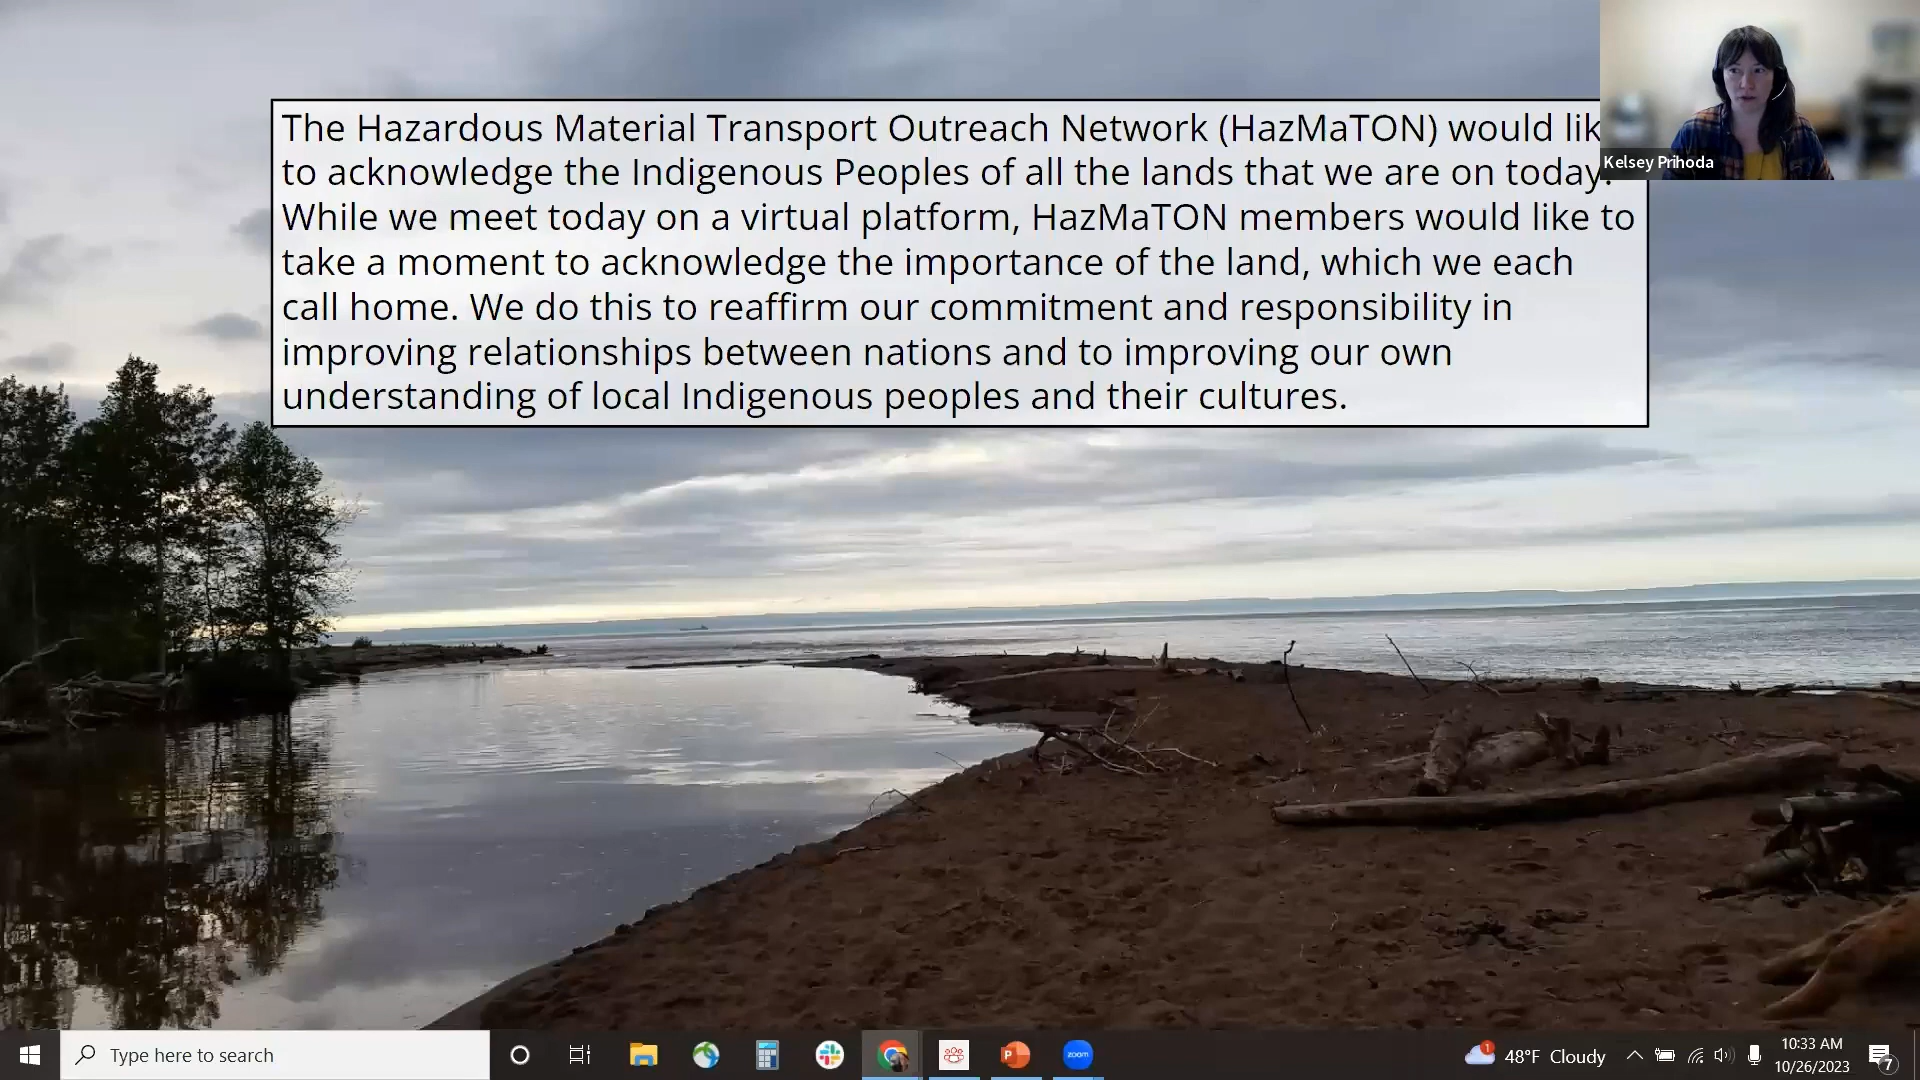 The Hazardous Material Transport Outreach Network (HazMaTON) would lik
to acknowledge the Indigenous Peoples of all the lands that we are on today.
While we meet today on a virtual platform, HazMaTON members would like to
take a moment to acknowledge the importance of the land, which we each
call home. We do this to reaffirm our commitment and responsibility in
improving relationships between nations and to improving our own
understanding of local Indigenous peoples and their cultures.
Kelsey Prihoda
Type here to search
P
zoom
1
48°F Cloudy
10:33 AM
10/26/2023
7